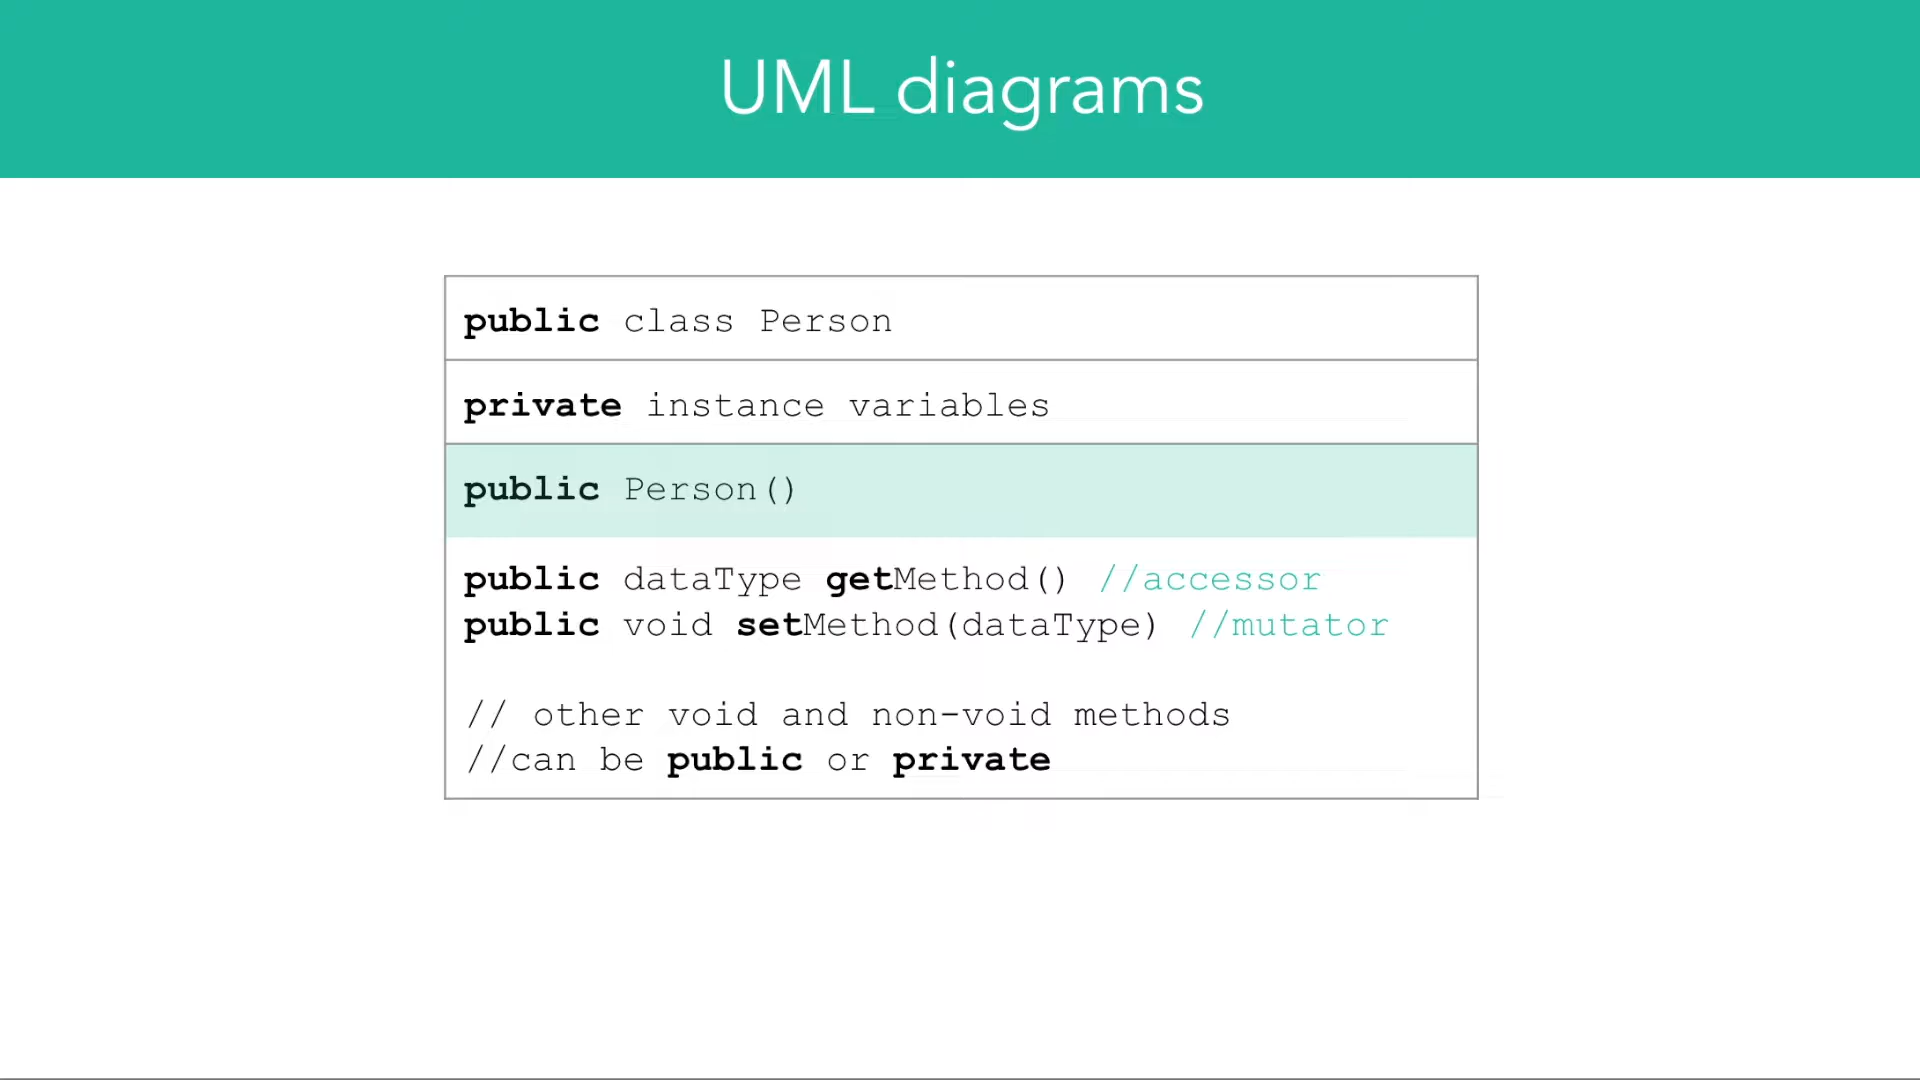 UML diagrams
public class Person
private instance variables
public Person()
public dataType getMethod() //accessor
public void setMethod(dataType) //mutator
// other void and non-void methods
//can be public or private